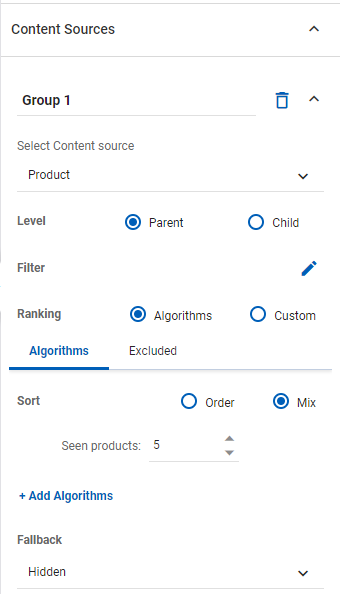 Content Sources
Group 1
Select Content source
Product
Level Parent Child
Filter
Ranking Algorithms Custom
Algorithms Excluded
Sort Order Mix
Seen products: 5
+ Add Algorithms
Fallback
Hidden